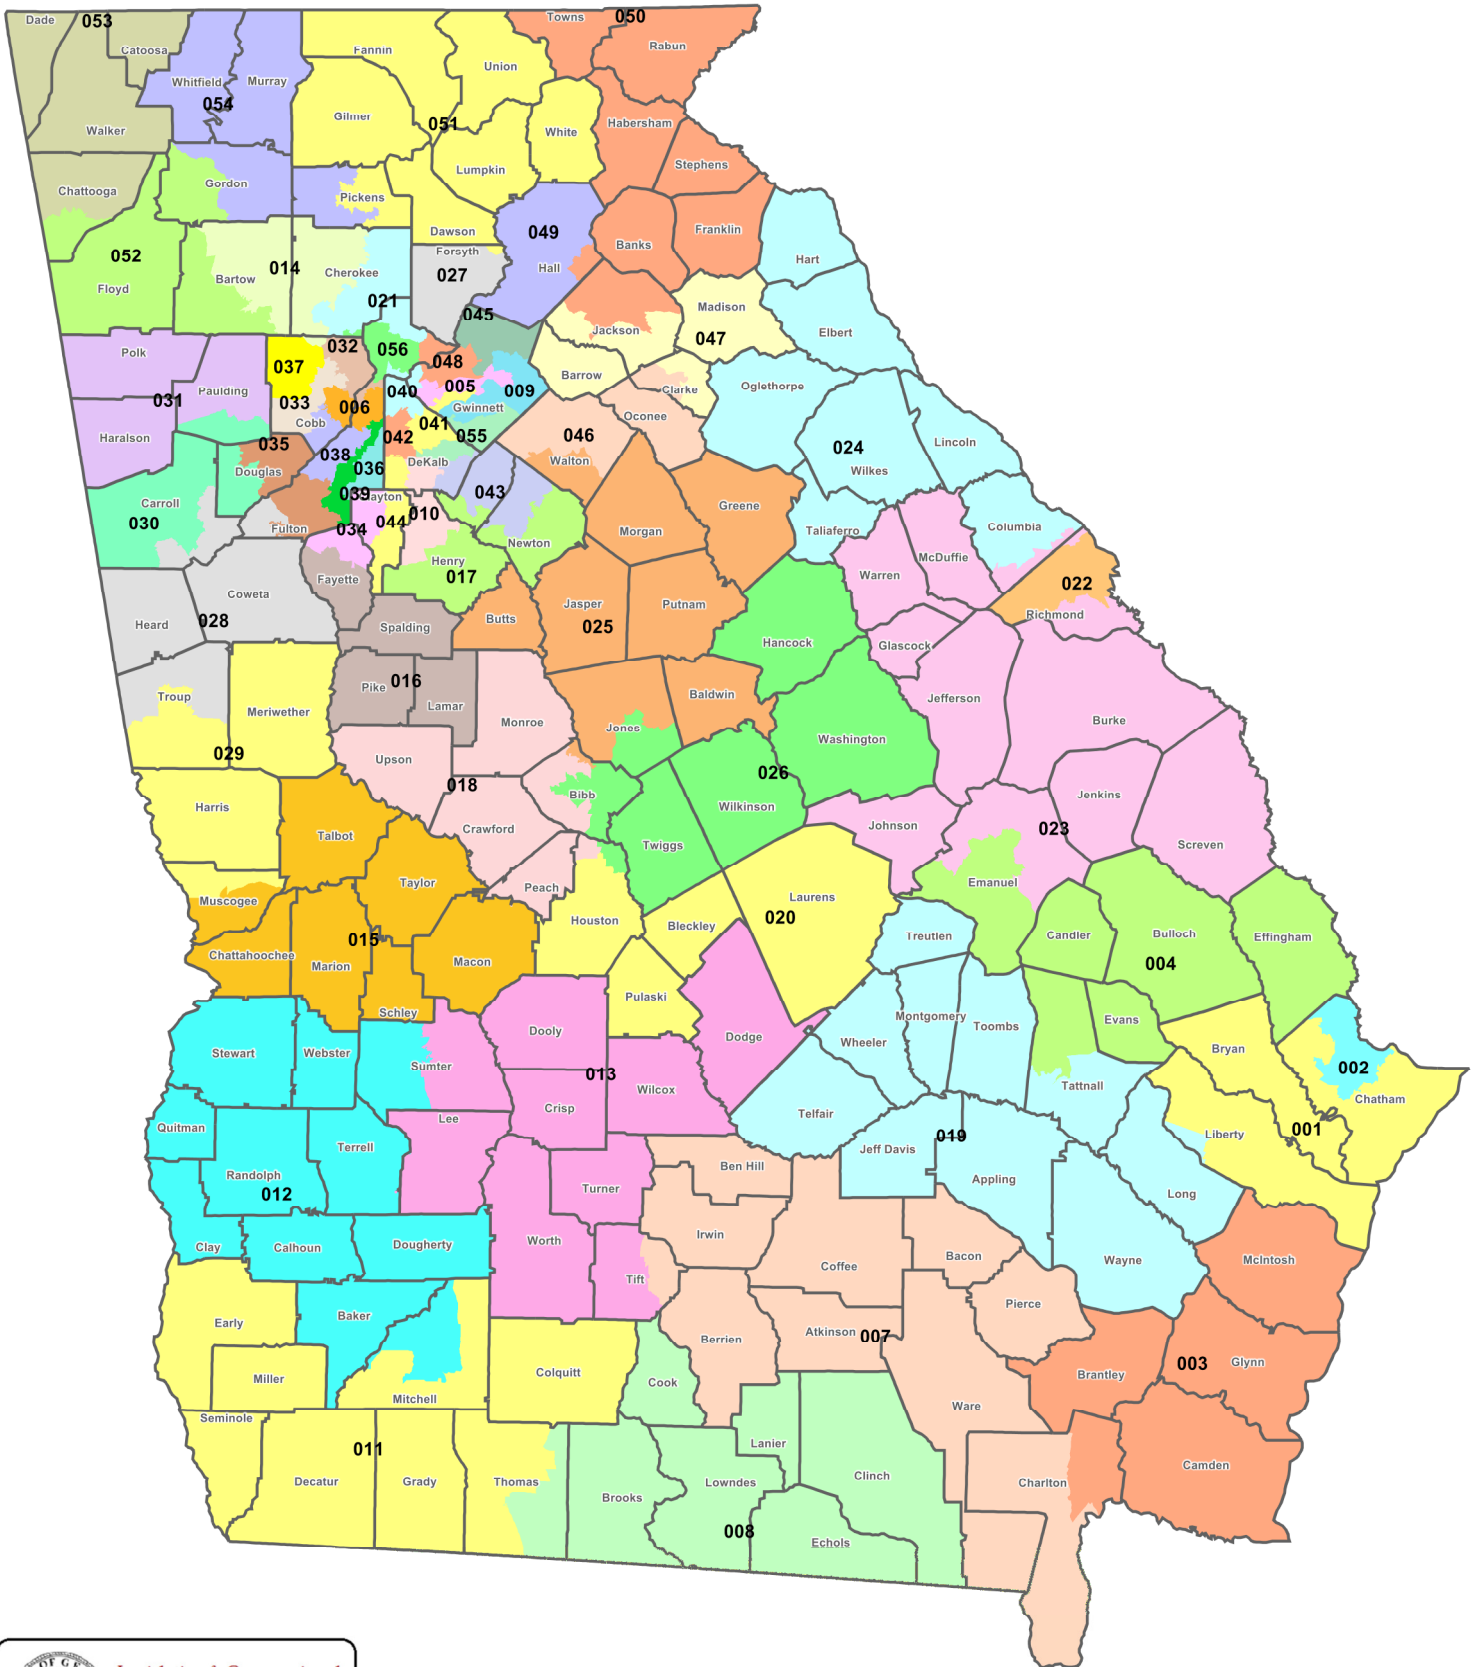 Dade
053
Towns
050
Catoosa
Fannin
Rabun
Union
Whitfield
Murray
054
Gilmer
051
White
Habersham
Walker
Lumpkin
Stephens
Chattooga
Gordon
Pickens
Dawson
049
Franklin
Banks
052
Forsyth
027
Hall
Hart
014
Cherokee
Bartow
Floyd
021
045
Madison
Jackson
047
Elbert
Polk
032
056
048
037
Barrow
005
009
040
Clarke
Oglethorpe
Paulding
031
033
006
Gwinnett
Oconee
Cobb
041
Haralson
042
055
046
Lincoln
035
038
024
Douglas
DeKalb
036
Walton
Wilkes
039
043
ayton
Carroll
030
Greene
010
044
034
Fulton
Taliaferro
Columbia
Morgan
Newton
McDuffie
Henry
017
Fayette
Warren
022
Coweta
Jasper
Putnam
Richmond
Heard
028
Butts
025
Spalding
Hancock
Glascock
016
Pike
Troup
Baldwin
Jefferson
Lamar
Meriwether
Monroe
Burke
Jones
Washington
029
Upson
026
018
Bibb
Jenkins
Harris
Wilkinson
Johnson
023
Talbot
Crawford
Twiggs
Screven
Taylor
Emanuel
Peach
Laurens
Muscogee
020
Houston
Bleckley
Treutlen
Candler
Bulloch
Effingham
015
Chattahoochee
Marion
Macon
004
Pulaski
Schley
Montgomery
Evans
Dooly
Toombs
Dodge
Wheeler
Bryan
Stewart
Webster
Sumter
002
013
Wilcox
Tattnall
Chatham
Crisp
Telfair
Lee
Quitman
001
Liberty
019
Terrell
Jeff Davis
Ben Hill
Randolph
012
Turner
Appling
Long
Irwin
Worth
Dougherty
Clay
Calhoun
Bacon
Wayne
McIntosh
Coffee
Tift
Pierce
Baker
Early
Atkinson
007
Berrien
003
Glynn
Colquitt
Brantley
Miller
Cook
Mitchell
Ware
Seminole
Lanier
011
Camden
Clinch
Decatur
Grady
Thomas
Lowndes
Charlton
Brooks
008
Echols
OF GE